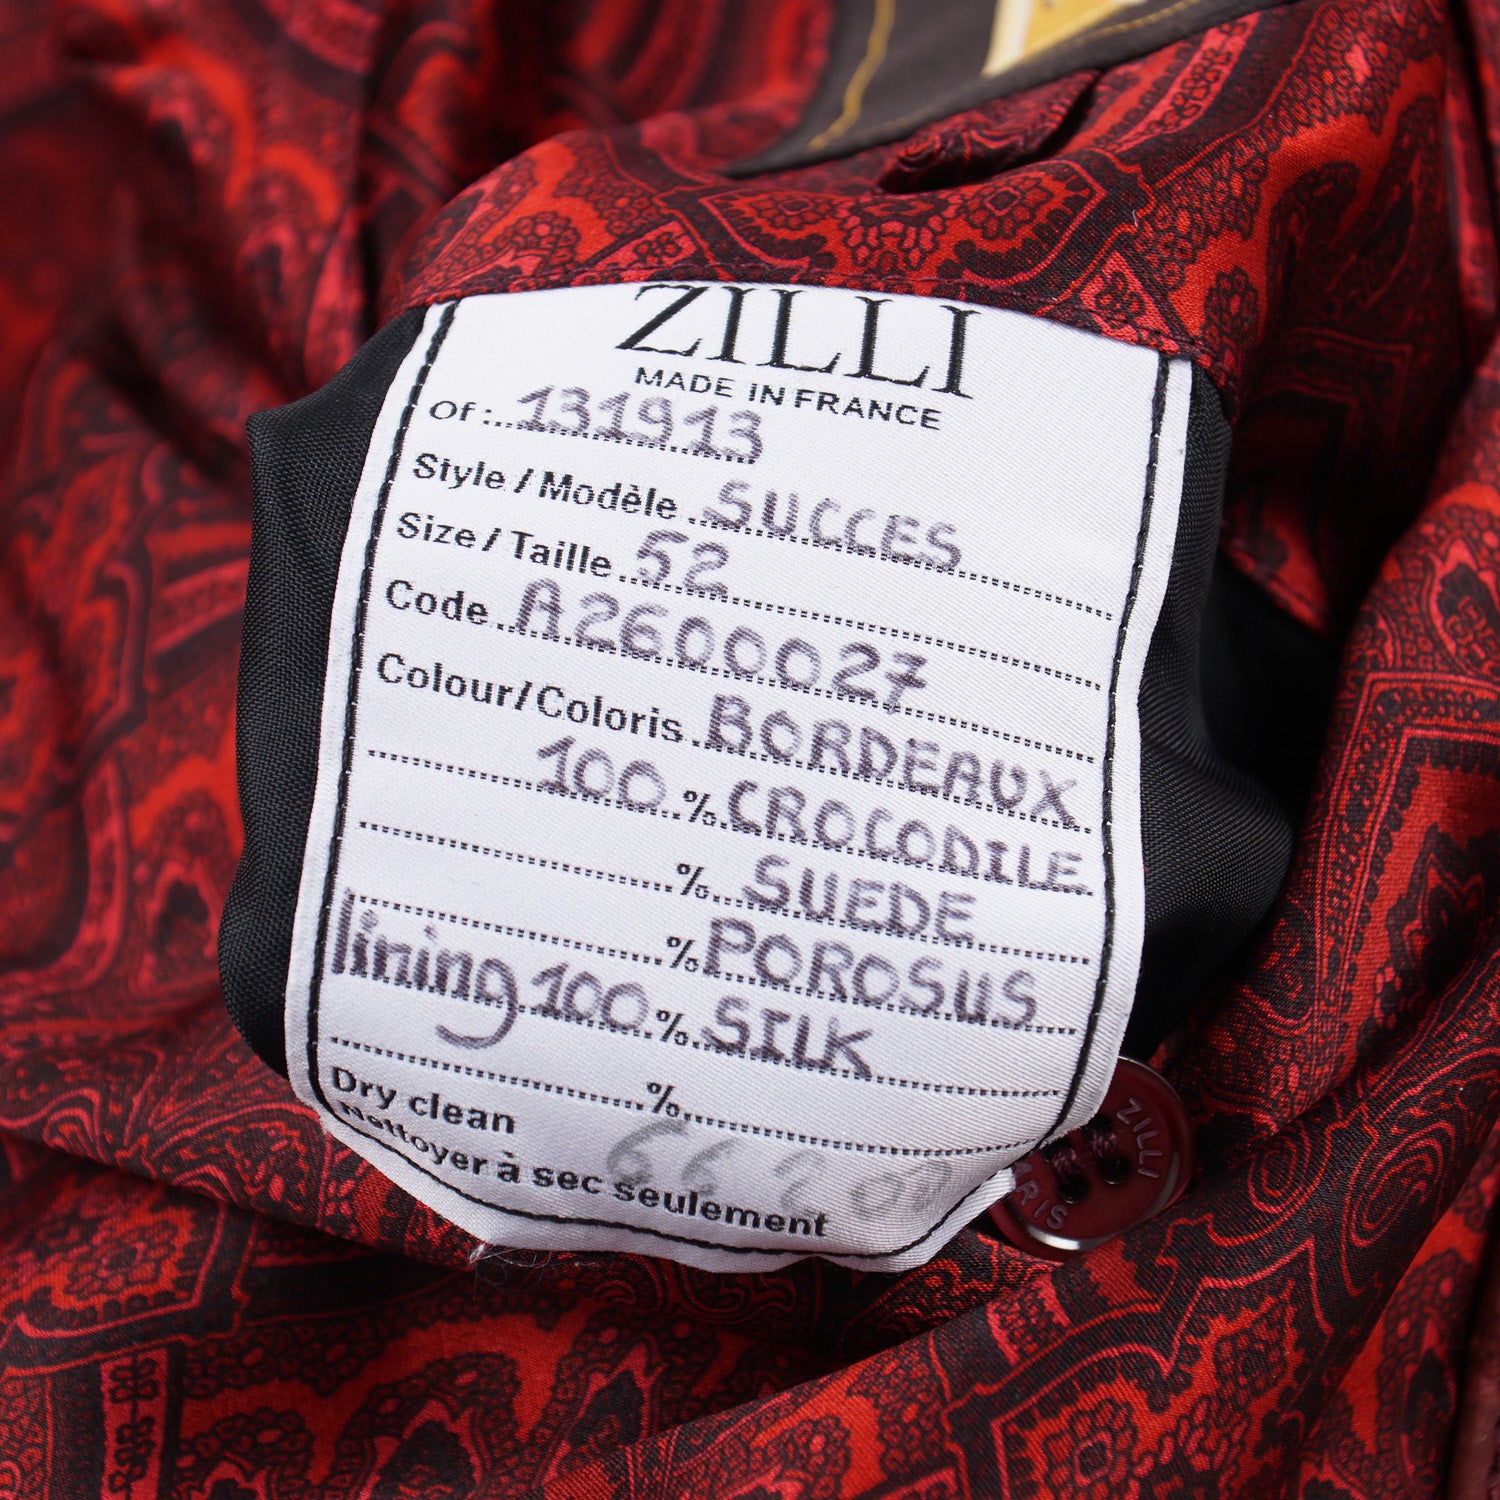 ZILLI
MADE IN FRANCE
Of : 131913
Style / Modèle SUCCES
Size / Taille 52
Code A2600027
Colour/Coloris BORDEAUX
100 % CROCODILE
% SUEDE
% POROSUS
lining 100 % SILK
%
Dry clean
Nettoyer à sec seulement
ZILLI